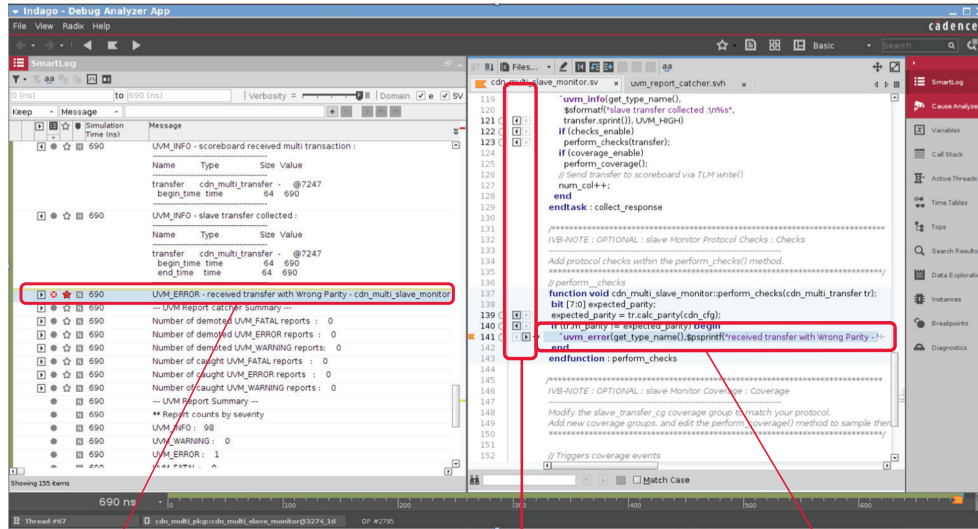 Indago - Debug Analyzer App
File View Radix Help
cadence
Basic
Search
SmartLog
to 690 (ns)
Verbosity =
Domain e SV
Keep Message
Simulation Time (ns) Message
690 UVM_INFO - scoreboard received multi transaction :
Name Type Size Value
transfer cdn_multi_transfer - @7247
begin_time time 64 690
690 UVM_INFO - slave transfer collected :
Name Type Size Value
transfer cdn_multi_transfer - @7247
begin_time time 64 690
end_time time 64 690
690 UVM_ERROR - received transfer with Wrong Parity - cdn_multi_slave_monitor
690 --- UVM Report catcher Summary ---
690 Number of demoted UVM_FATAL reports : 0
690 Number of demoted UVM_ERROR reports : 0
690 Number of demoted UVM_WARNING reports: 0
690 Number of caught UVM_FATAL reports : 0
690 Number of caught UVM_ERROR reports : 0
690 Number of caught UVM_WARNING reports : 0
690 --- UVM Report Summary ---
690 ** Report counts by severity
690 UVM_INFO : 98
690 UVM_WARNING : 0
690 UVM_ERROR : 1
690 UVM_FATAL : 0
Showing 155 items
Files...
cdn_multi_slave_monitor.sv uvm_report_catcher.svh
119 `uvm_info(get_type_name(),
120 $sformatf("slave transfer collected :\n%s",
121 transfer.sprint()), UVM_HIGH)
122 if (checks_enable)
123 perform_checks(transfer);
124 if (coverage_enable)
125 perform_coverage();
126 // Send transfer to scoreboard via TLM write()
127 num_col++;
128 end
129 endtask : collect_response
130
131 /****
132 IVB-NOTE : OPTIONAL : slave Monitor Protocol Checks : Checks
133
134 Add protocol checks within the perform_checks() method.
135
136 // perform__checks
137 function void cdn_multi_slave_monitor::perform_checks(cdn_multi_transfer tr);
138 bit [7:0] expected_parity;
139 expected_parity = tr.calc_parity(cdn_cfg);
140 if (tr.m_parity != expected_parity) begin
141 `uvm_error(get_type_name(),$psprintf("received transfer with Wrong Parity -
142 end
143 endfunction : perform_checks
144
145
146 IVB-NOTE : OPTIONAL : slave Monitor Coverage : Coverage
147
148 Modify the slave_transfer_cg coverage group to match your protocol.
149 Add new coverage groups. and edit the perform_coverage() method to sample then
150
151
152 // Triggers coverage events
Match Case
SmartLog
Cause Analyze
Variables
Call Stack
Active Threads
Time Tables
Tops
Search Results
Data Exploratio
Instances
Breakpoints
Diagnostics
690 ns
0 100 200 300 400 500 600
Thread #67 cdn_multi_pkg::cdn_multi_slave_monitor@3274_16 OP #2795